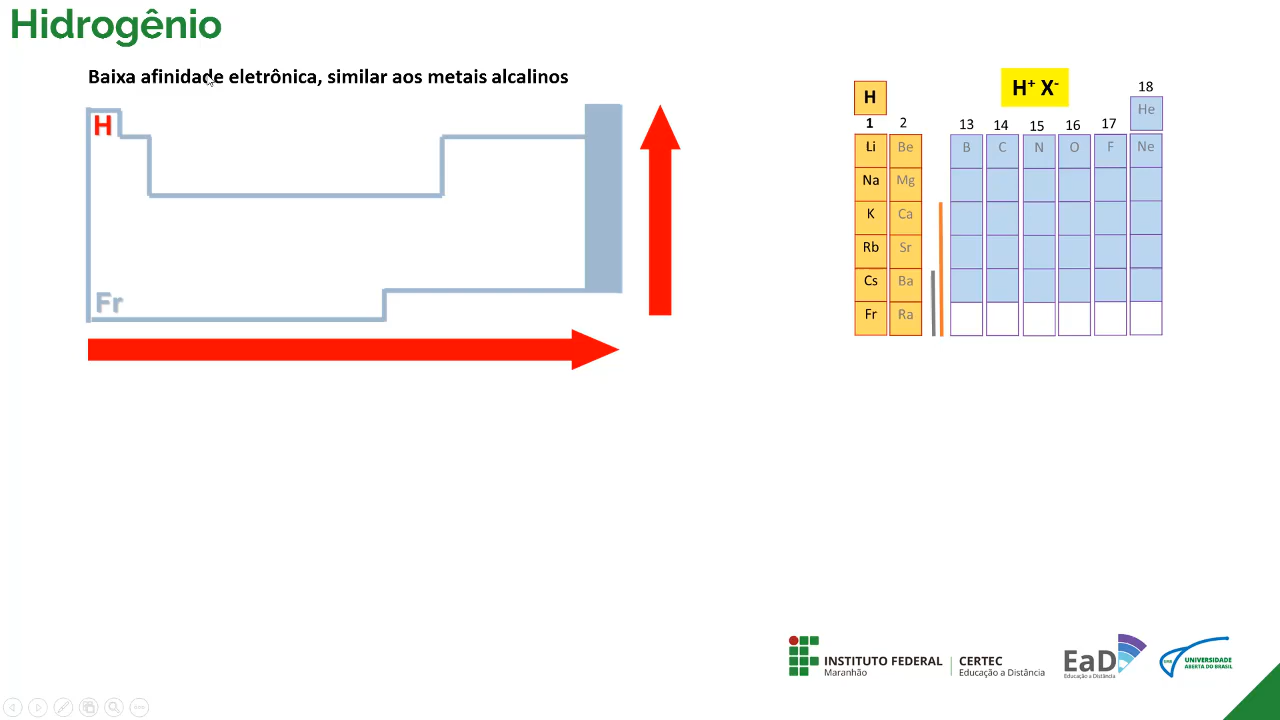 Hidrogênio
Baixa afinidade eletrônica, similar aos metais alcalinos
H
Fr
H⁺ X⁻
18
H
He
1 2 13 14 15 16 17
Li Be B C N O F Ne
Na Mg
K Ca
Rb Sr
Cs Ba
Fr Ra
INSTITUTO FEDERAL
Maranhão
CERTEC
Educação a Distância
EaD
Educação a Distância
UAB
UNIVERSIDADE
ABERTA DO BRASIL